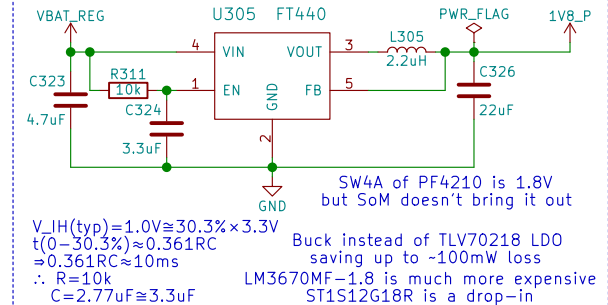 VBAT_REG
U305 FT440
PWR_FLAG
1V8_P
L305
2.2uH
4 VIN
VOUT 3
C323
4.7uF
R311
10k
1 EN
FB 5
C326
22uF
C324
3.3uF
GND
2
GND
SW4A of PF4210 is 1.8V
but SoM doesn't bring it out
V_IH(typ)=1.0V≅30.3%×3.3V
t(0-30.3%)≈0.361RC
⇒0.361RC≈10ms
∴ R=10k
C=2.77uF≅3.3uF
Buck instead of TLV70218 LDO
saving up to ~100mW loss
LM3670MF-1.8 is much more expensive
ST1S12G18R is a drop-in